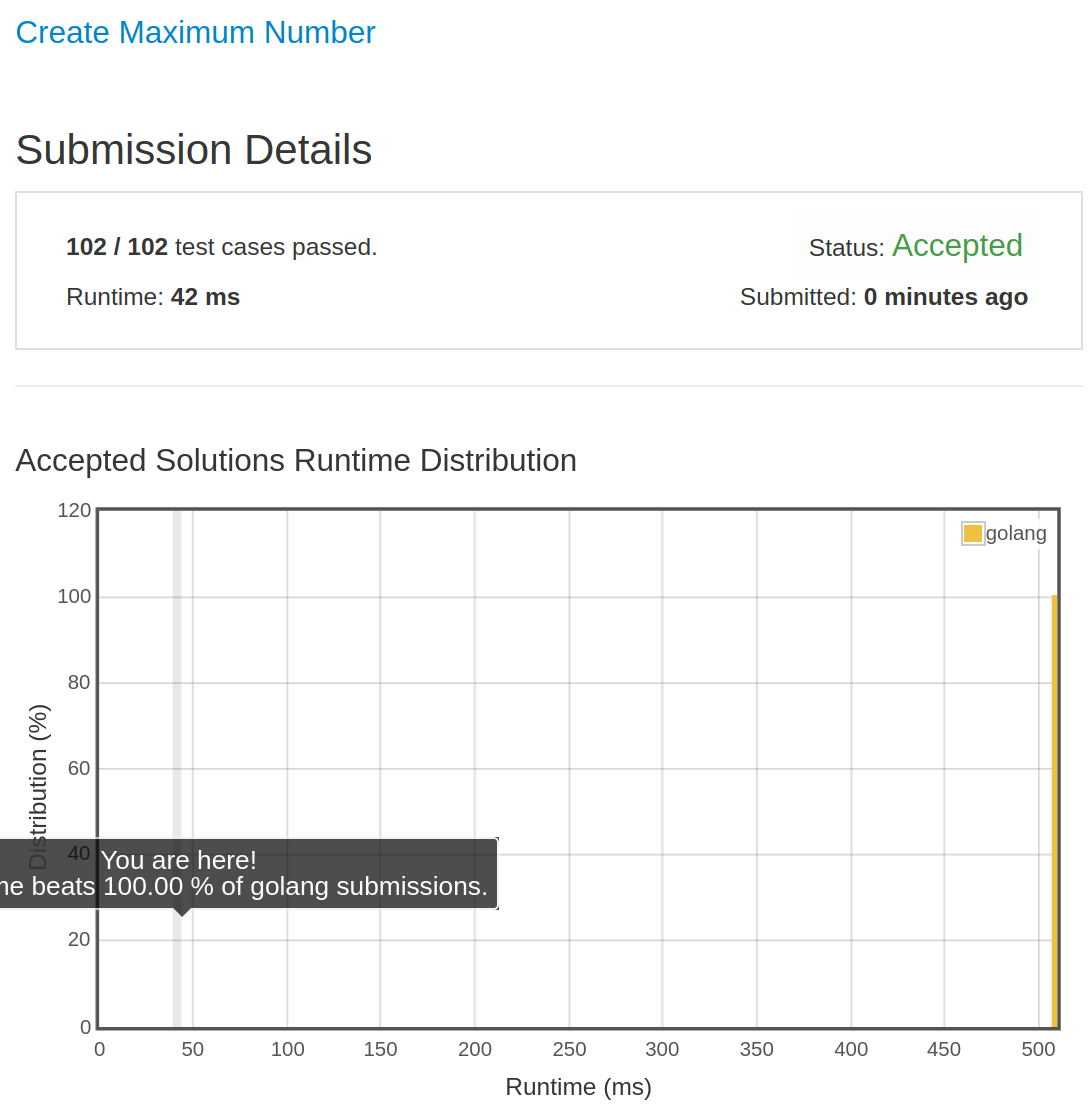 Create Maximum Number
Submission Details
102 / 102 test cases passed.
Status: Accepted
Runtime: 42 ms
Submitted: 0 minutes ago
Accepted Solutions Runtime Distribution
120
100
80
60
40
20
0
Distribution (%)
golang
You are here!
beats 100.00 % of golang submissions.
0 50 100 150 200 250 300 350 400 450 500
Runtime (ms)